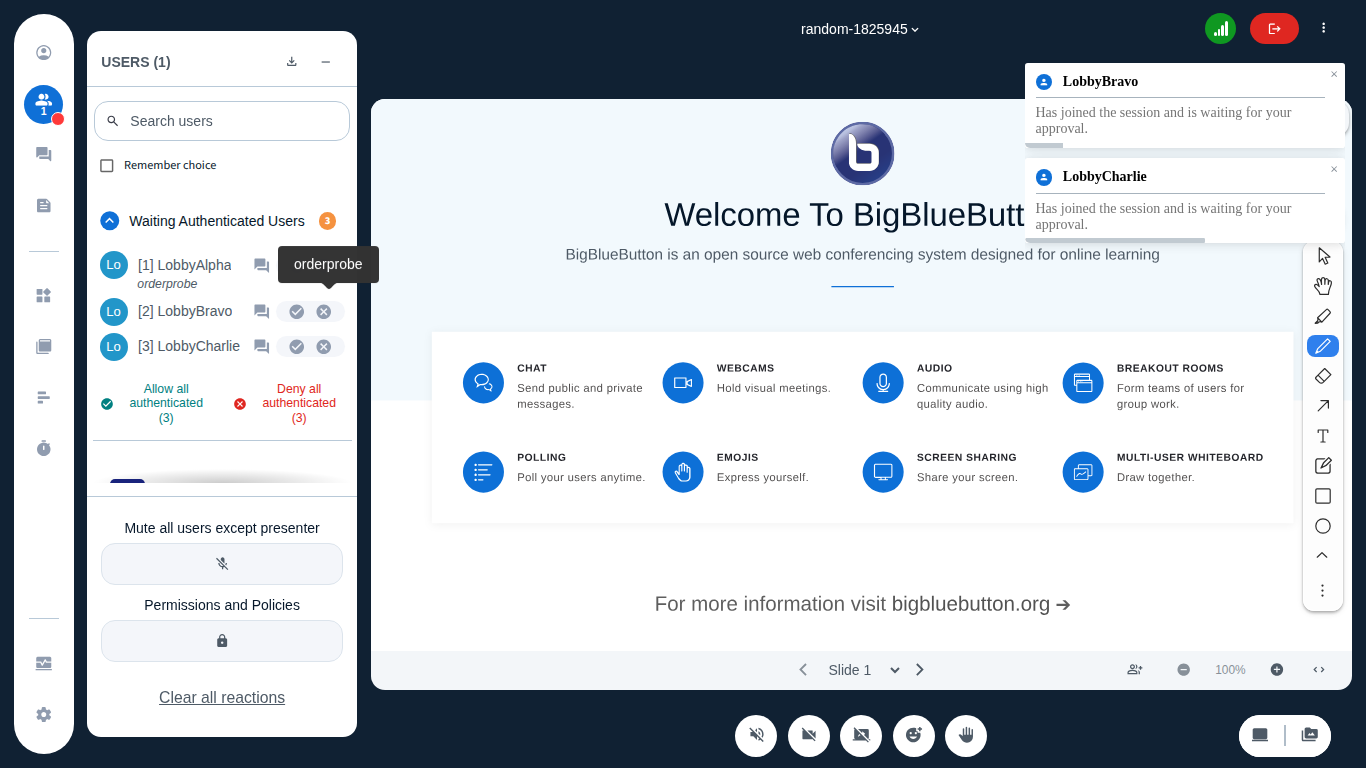 random-1825945
USERS (1)
1
Search users
Remember choice
Waiting Authenticated Users
3
Lo
[1] LobbyAlpha
orderprobe
orderprobe
Lo
[2] LobbyBravo
Lo
[3] LobbyCharlie
Allow all
authenticated
(3)
Deny all
authenticated
(3)
Mute all users except presenter
Permissions and Policies
Clear all reactions
LobbyBravo
Has joined the session and is waiting for your
approval.
LobbyCharlie
Has joined the session and is waiting for your
approval.
b
Welcome To BigBlueButt
BigBlueButton is an open source web conferencing system designed for online learning
CHAT
Send public and private
messages.
WEBCAMS
Hold visual meetings.
AUDIO
Communicate using high
quality audio.
BREAKOUT ROOMS
Form teams of users for
group work.
POLLING
Poll your users anytime.
EMOJIS
Express yourself.
SCREEN SHARING
Share your screen.
MULTI-USER WHITEBOARD
Draw together.
For more information visit bigbluebutton.org ➔
Slide 1
100%